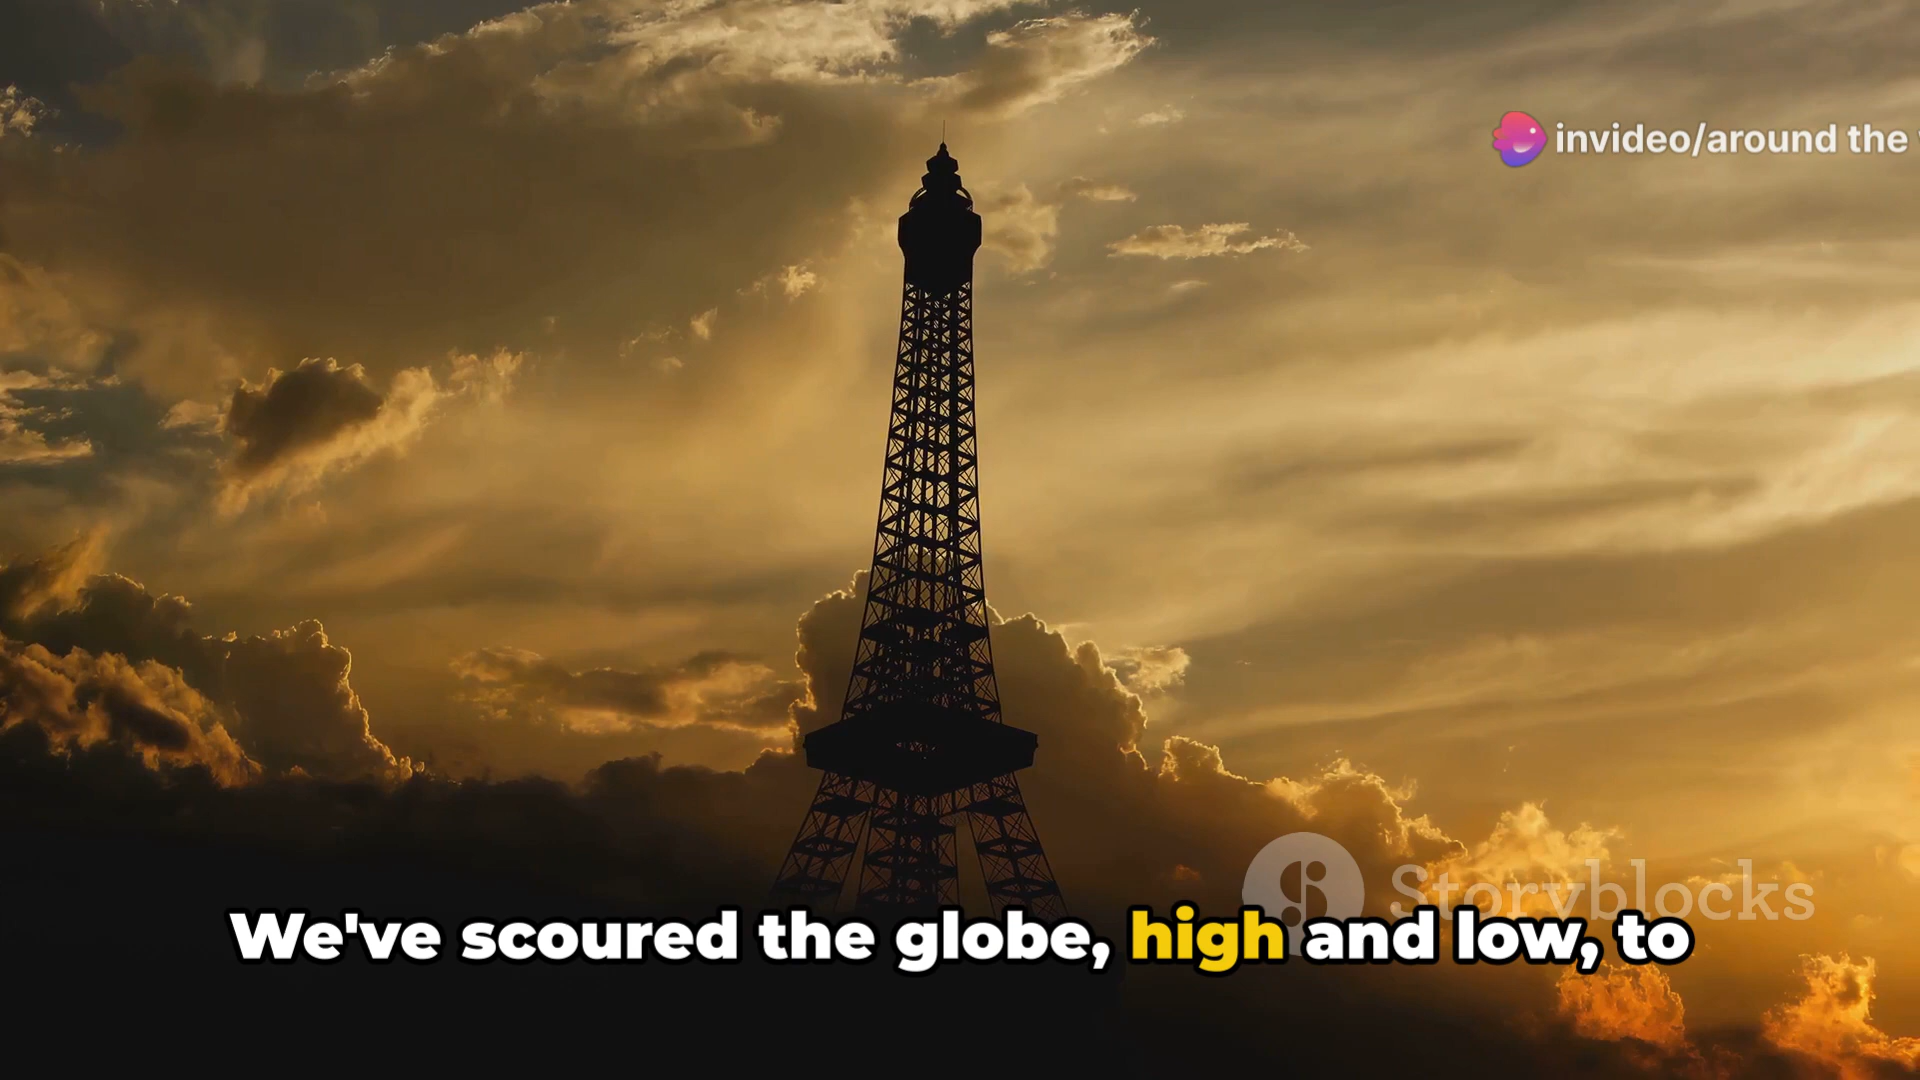 invideo/around the
Storyblocks
We've scoured the globe, high and low, to